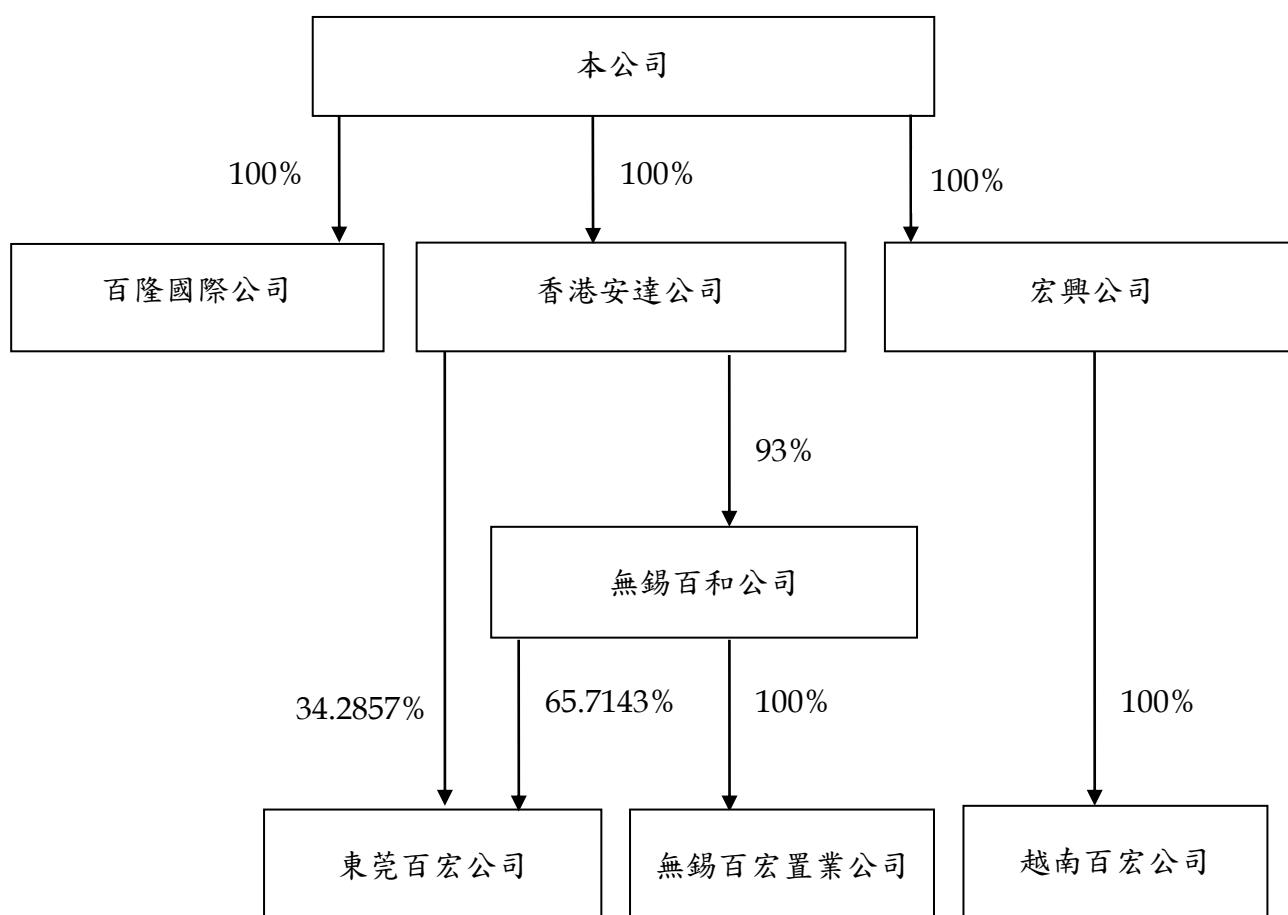 本公司
100%
100%
100%
百隆國際公司
香港安達公司
宏興公司
93%
無錫百和公司
34.2857%
65.7143%
100%
100%
東莞百宏公司
無錫百宏置業公司
越南百宏公司